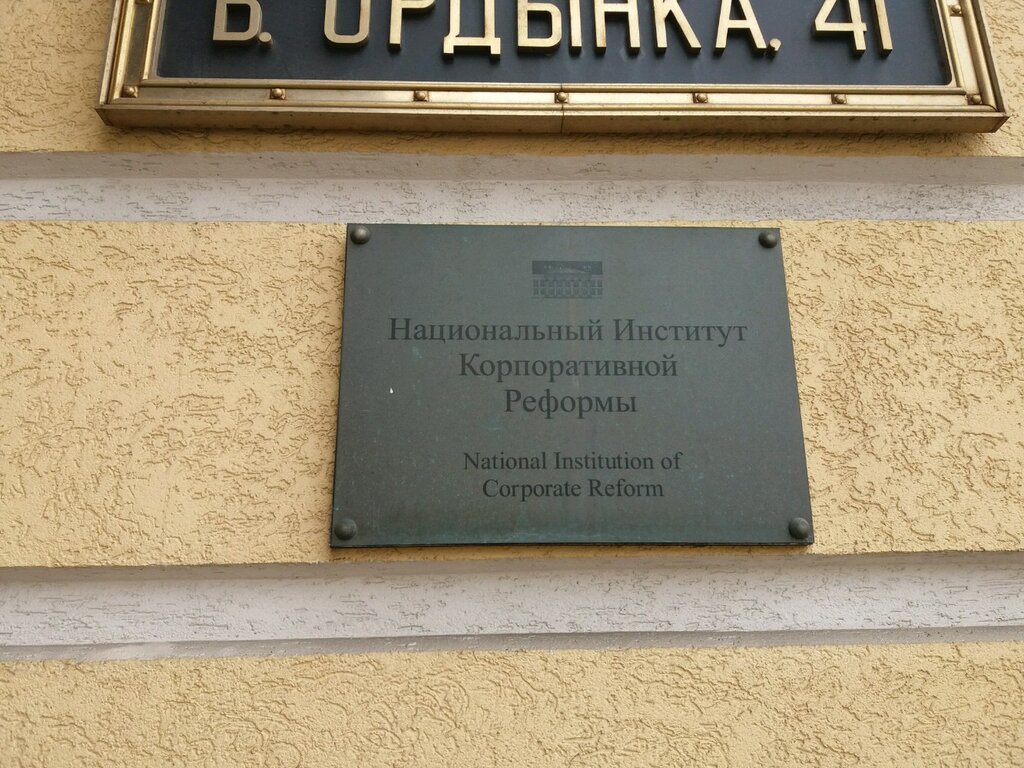 Б. ОРДЫНКА, 41
Национальный Институт
Корпоративной
Реформы
National Institution of
Corporate Reform